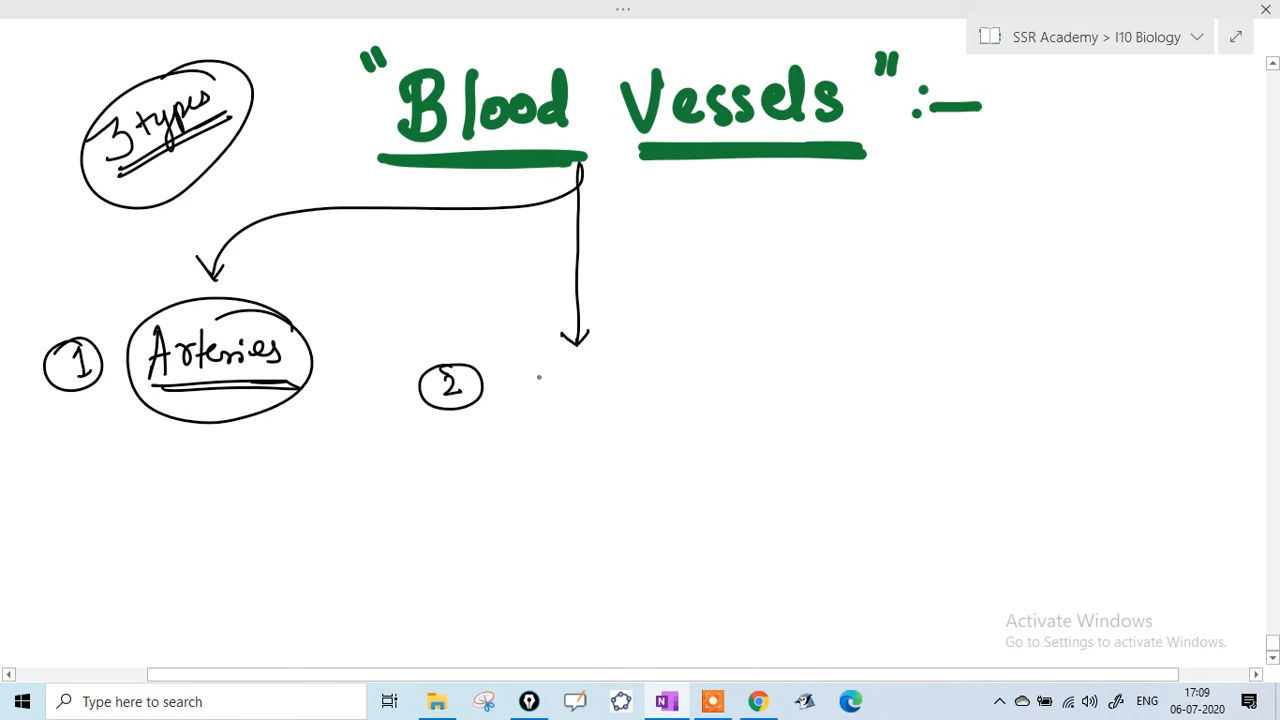 SSR Academy > I10 Biology
"Blood Vessels" :-
3 types
1 Arteries
2
Activate Windows
Go to Settings to activate Windows.
Type here to search
ENG
17:09
06-07-2020